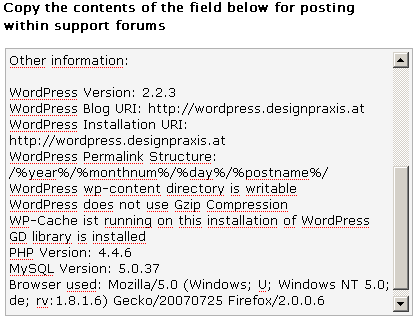 Copy the contents of the field below for posting
within support forums
Other information:
WordPress Version: 2.2.3
WordPress Blog URI: http://wordpress.designpraxis.at
WordPress Installation URI:
http://wordpress.designpraxis.at
WordPress Permalink Structure:
/%year%/%monthnum%/%day%/%postname%/
WordPress wp-content directory is writable
WordPress does not use Gzip Compression
WP-Cache ist running on this installation of WordPress
GD library is installed
PHP Version: 4.4.6
MySQL Version: 5.0.37
Browser used: Mozilla/5.0 (Windows; U; Windows NT 5.0;
de; rv:1.8.1.6) Gecko/20070725 Firefox/2.0.0.6